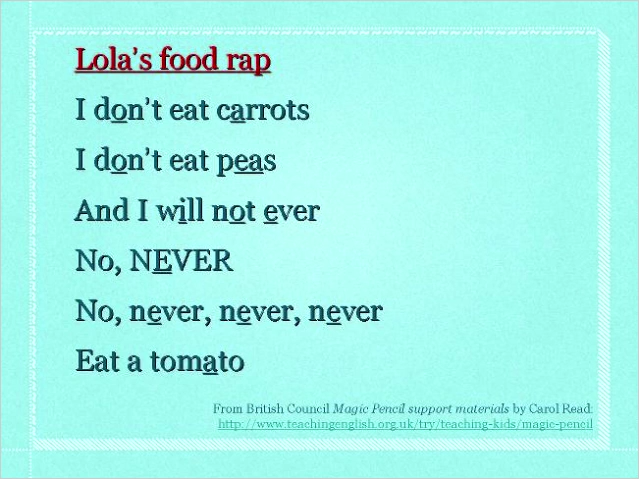 Lola's food rap
I don't eat carrots
I don't eat peas
And I will not ever
No, NEVER
No, never, never, never
Eat a tomato
From British Council Magic Pencil support materials by Carol Read:
http://www.teachingenglish.org.uk/try/teaching-kids/magic-pencil